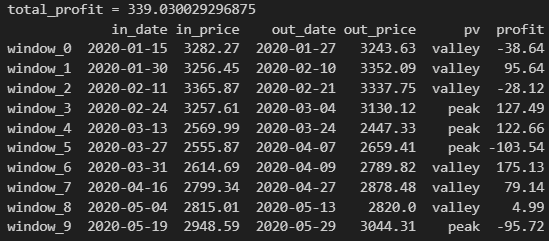 total_profit = 339.030029296875
in_date in_price out_date out_price pv profit
window_0 2020-01-15 3282.27 2020-01-27 3243.63 valley -38.64
window_1 2020-01-30 3256.45 2020-02-10 3352.09 valley 95.64
window_2 2020-02-11 3365.87 2020-02-21 3337.75 valley -28.12
window_3 2020-02-24 3257.61 2020-03-04 3130.12 peak 127.49
window_4 2020-03-13 2569.99 2020-03-24 2447.33 peak 122.66
window_5 2020-03-27 2555.87 2020-04-07 2659.41 peak -103.54
window_6 2020-03-31 2614.69 2020-04-09 2789.82 valley 175.13
window_7 2020-04-16 2799.34 2020-04-27 2878.48 valley 79.14
window_8 2020-05-04 2815.01 2020-05-13 2820.0 valley 4.99
window_9 2020-05-19 2948.59 2020-05-29 3044.31 peak -95.72